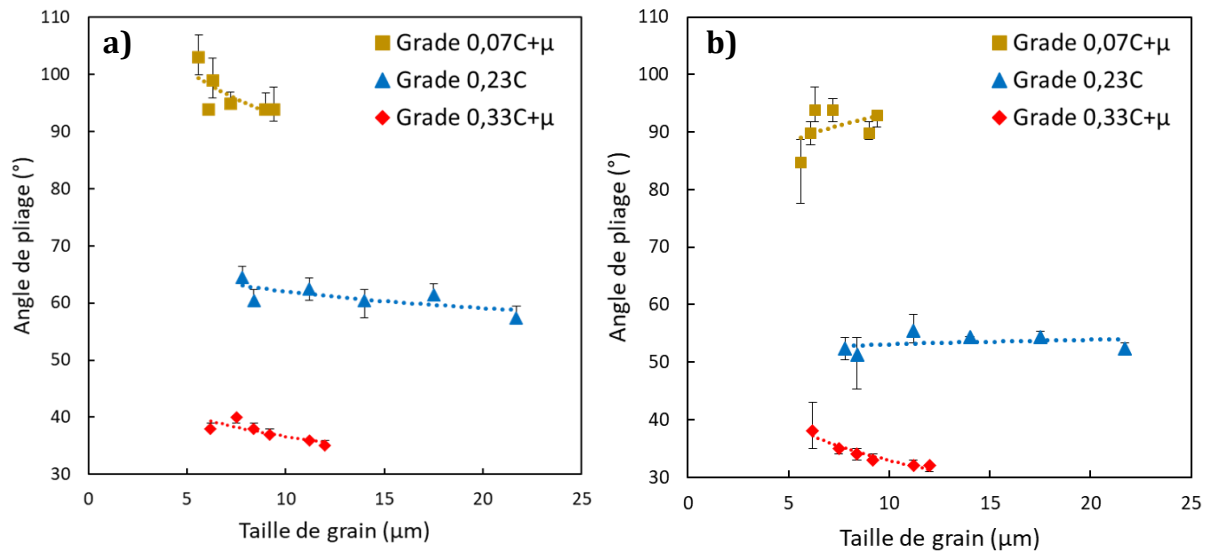 a)
Grade 0,07C+μ
Grade 0,23C
Grade 0,33C+μ
110
100
90
80
70
60
50
40
30
0
5
10
15
20
25
Angle de pliage (°)
Taille de grain (μm)
b)
Grade 0,07C+μ
Grade 0,23C
Grade 0,33C+μ
110
100
90
80
70
60
50
40
30
0
5
10
15
20
25
Angle de pliage (°)
Taille de grain (μm)